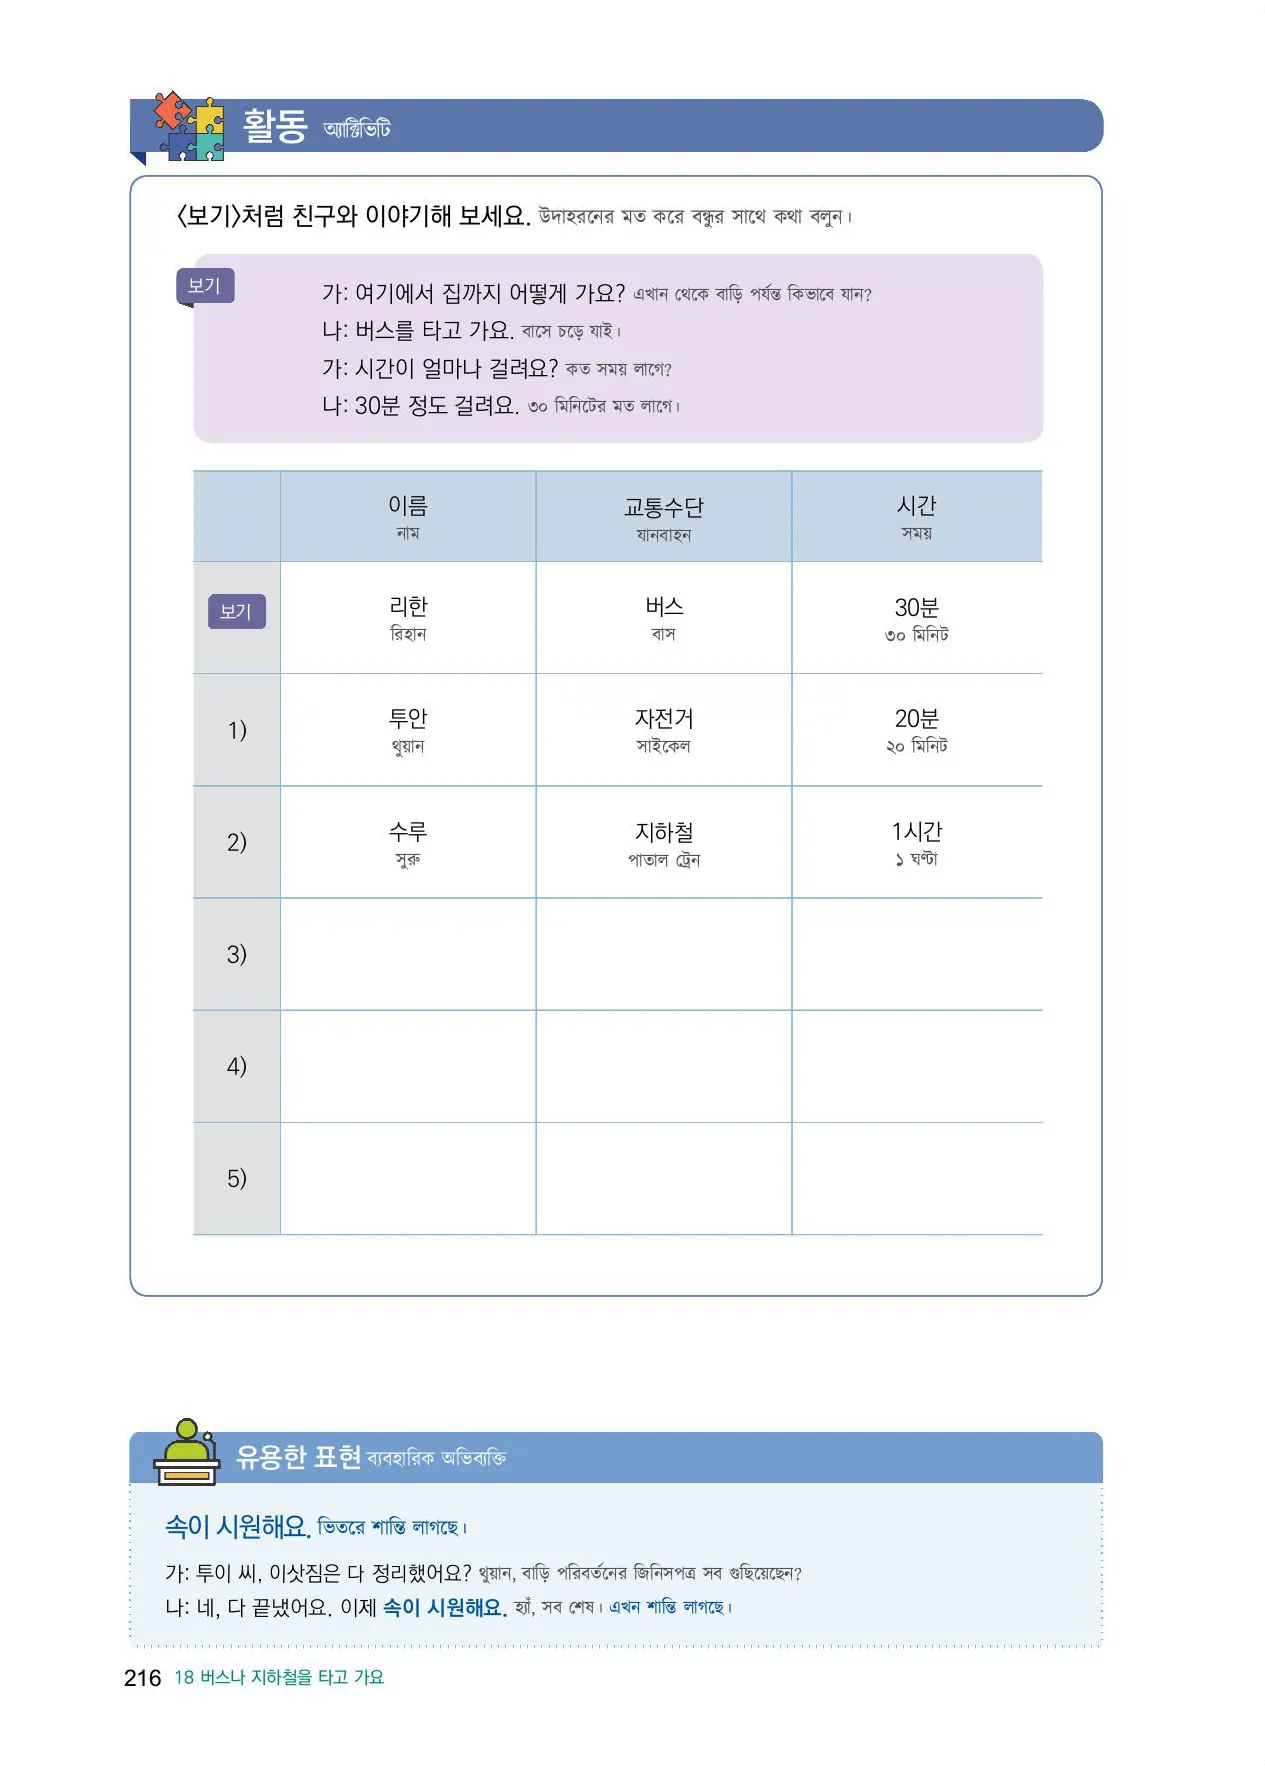 활동 অ্যাক্টিভিটি
〈보기〉처럼 친구와 이야기해 보세요. উদাহরনের মত করে বন্ধুর সাথে কথা বলুন।
보기
가: 여기에서 집까지 어떻게 가요? এখান থেকে বাড়ি পর্যন্ত কিভাবে যান?
나: 버스를 타고 가요. বাসে চড়ে যাই।
가: 시간이 얼마나 걸려요? কত সময় লাগে?
나: 30분 정도 걸려요. ৩০ মিনিটের মত লাগে।
이름 교통수단 시간
নাম যানবাহন সময়
보기 리한 버스 30분
রিহান বাস ৩০ মিনিট
1) 투안 자전거 20분
থুয়ান সাইকেল ২০ মিনিট
2) 수루 지하철 1시간
সুরু পাতাল ট্রেন ১ ঘণ্টা
3)
4)
5)
유용한 표현 ব্যবহারিক অভিব্যক্তি
속이 시원해요. ভিতরে শান্তি লাগছে।
가: 투이 씨, 이삿짐은 다 정리했어요? থুয়ান, বাড়ি পরিবর্তনের জিনিসপত্র সব গুছিয়েছেন?
나: 네, 다 끝냈어요. 이제 속이 시원해요. হ্যাঁ, সব শেষ। এখন শান্তি লাগছে।
216 18 버스나 지하철을 타고 가요